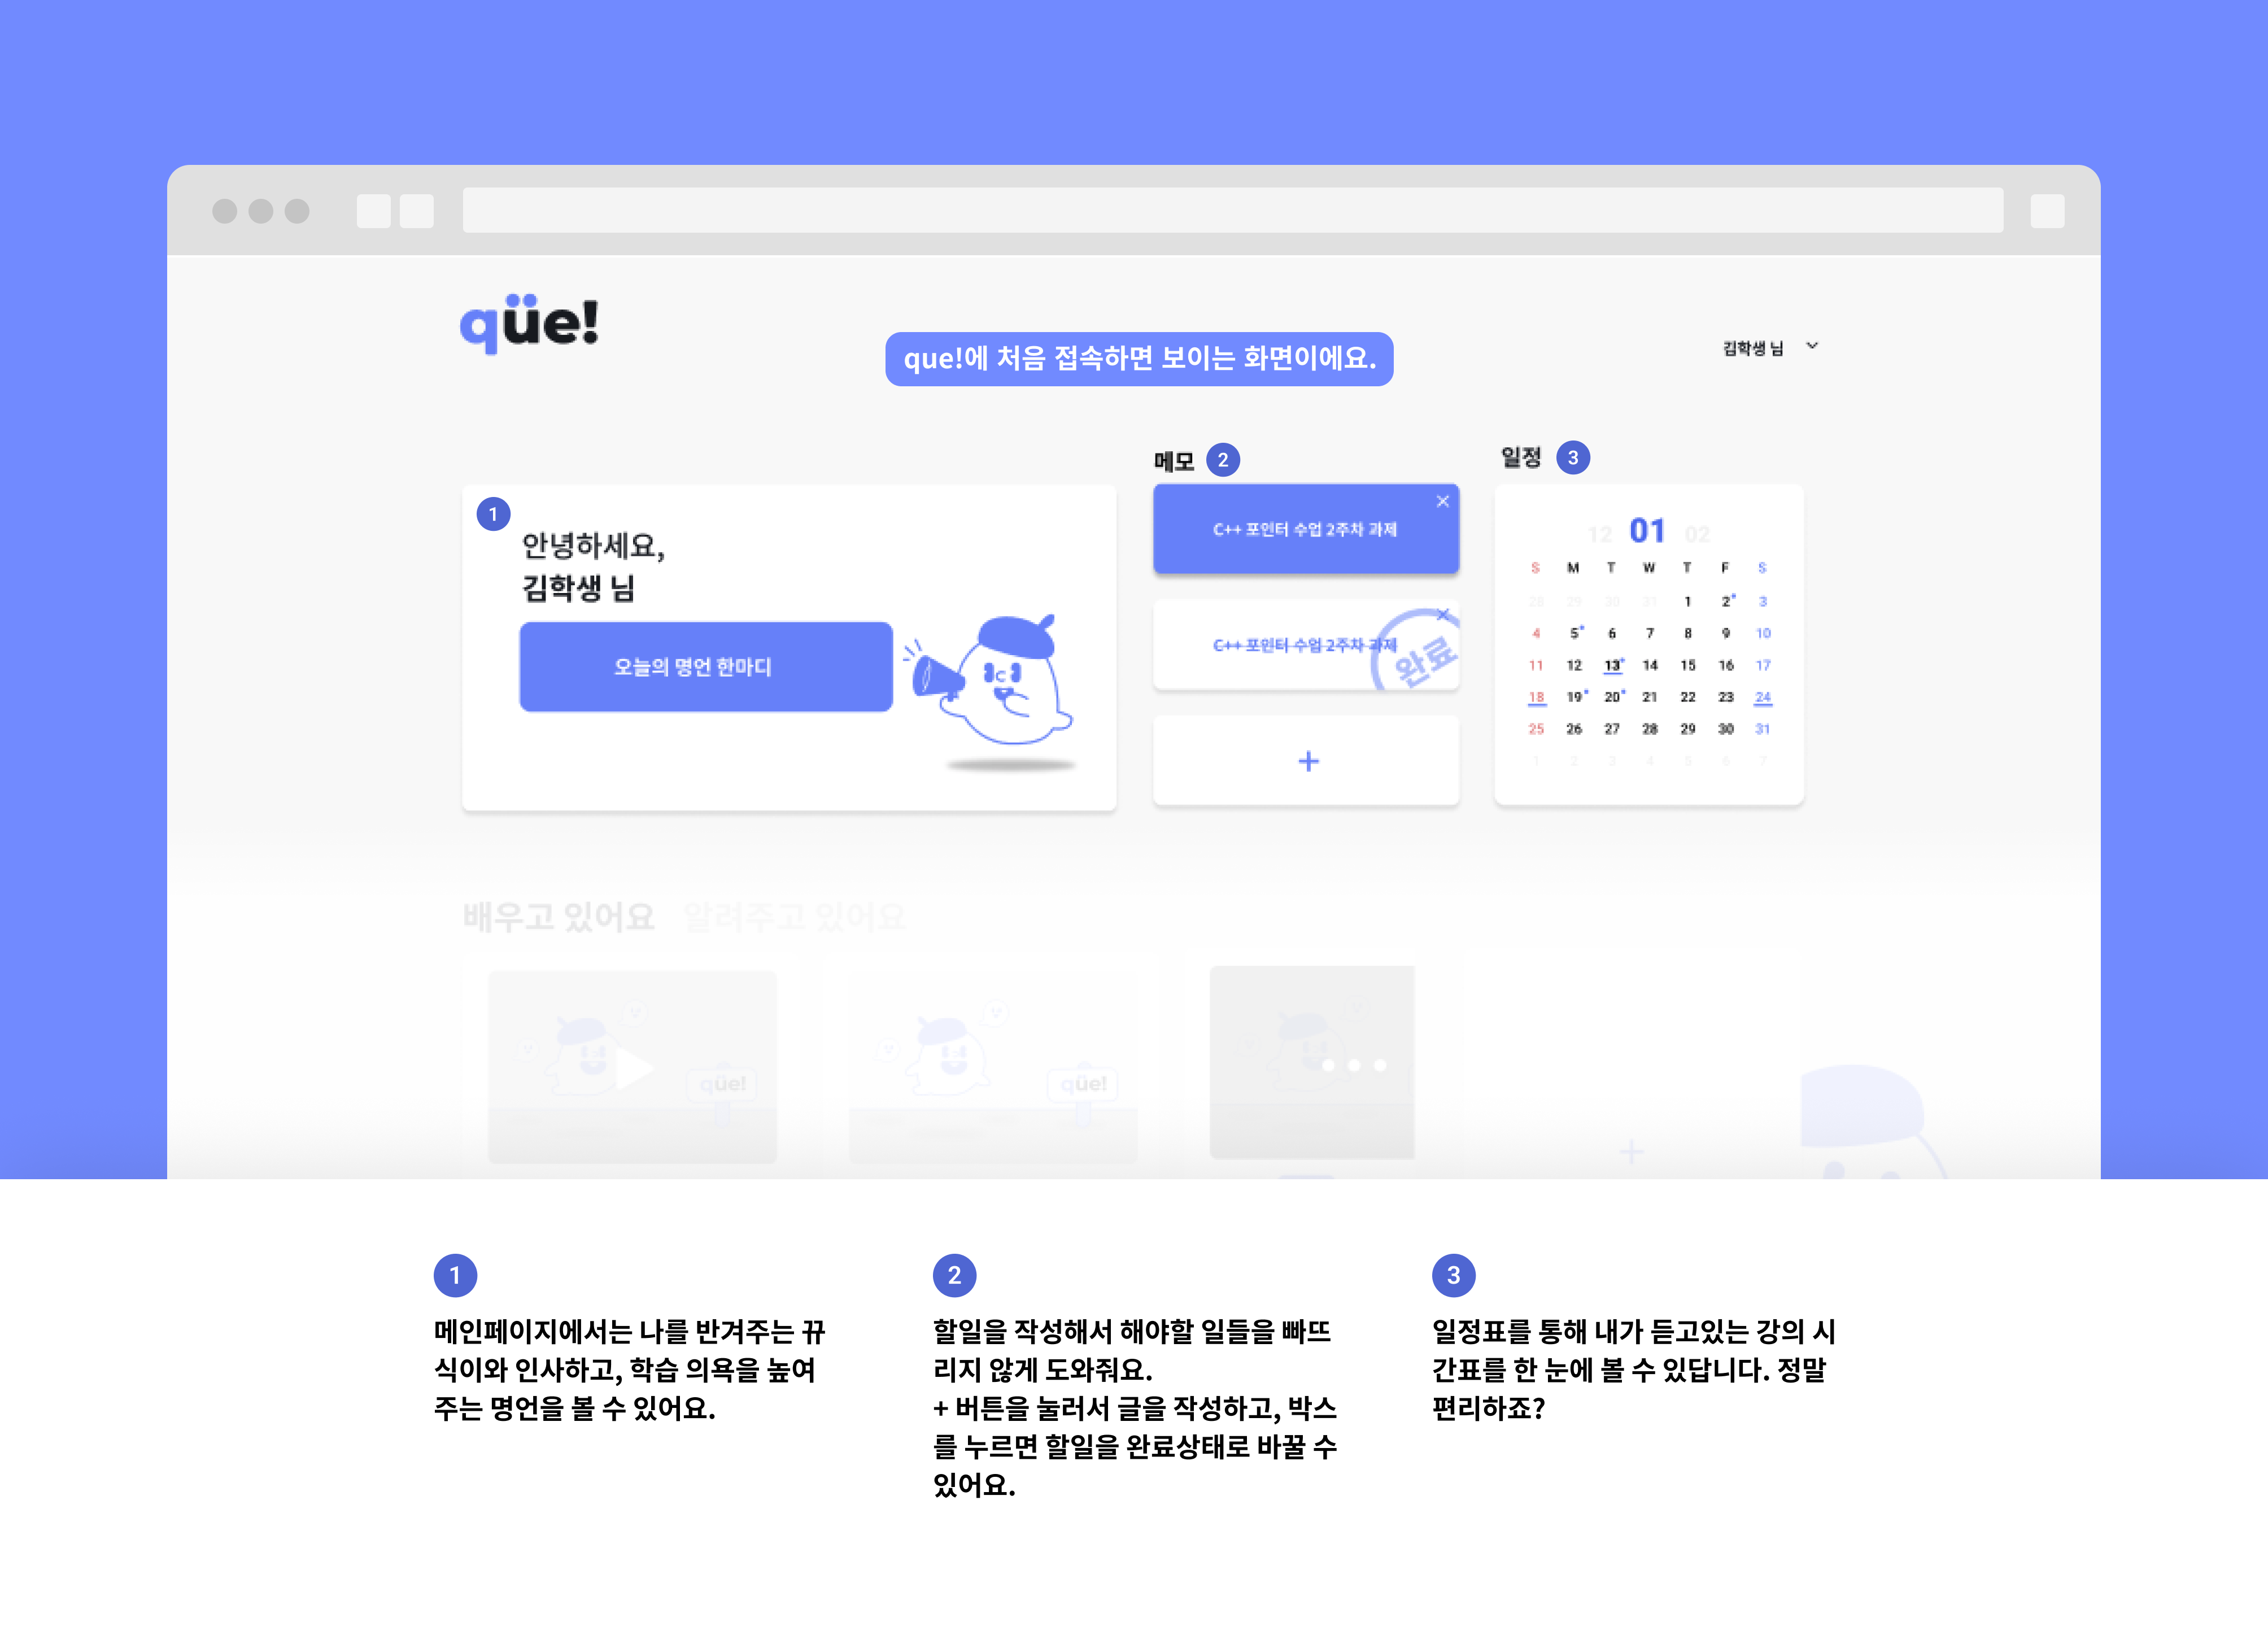 qüe!
que!에 처음 접속하면 보이는 화면이에요.
김학생 님
1
안녕하세요,
김학생 님
오늘의 명언 한마디
메모 2
C++ 포인터 수업 2주차 과제
C++ 포인터 수업 2주차 과제
완료
+
일정 3
12 01 02
S M T W T F S
28 29 30 31 1 2 3
4 5 6 7 8 9 10
11 12 13 14 15 16 17
18 19 20 21 22 23 24
25 26 27 28 29 30 31
1 2 3 4 5 6 7
배우고 있어요 알려주고 있어요
qüe!
qüe!
+
1
메인페이지에서는 나를 반겨주는 뀨
식이와 인사하고, 학습 의욕을 높여
주는 명언을 볼 수 있어요.
2
할일을 작성해서 해야할 일들을 빠뜨
리지 않게 도와줘요.
+ 버튼을 눌러서 글을 작성하고, 박스
를 누르면 할일을 완료상태로 바꿀 수
있어요.
3
일정표를 통해 내가 듣고있는 강의 시
간표를 한 눈에 볼 수 있답니다. 정말
편리하죠?